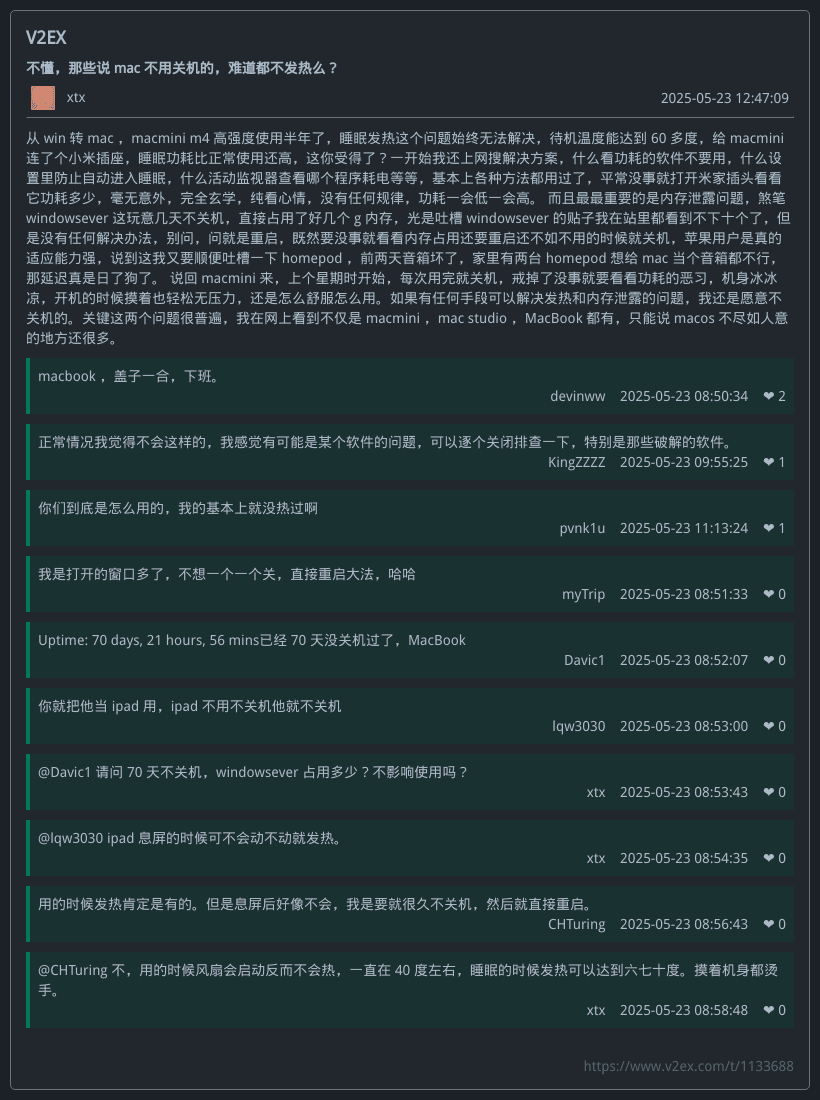 V2EX
不懂，那些说 mac 不用关机的，难道都不发热么？
xtx 2025-05-23 12:47:09
从 win 转 mac ，macmini m4 高强度使用半年了，睡眠发热这个问题始终无法解决，待机温度能达到 60 多度，给 macmini
连了个小米插座，睡眠功耗比正常使用还高，这你受得了？一开始我还上网搜解决方案，什么看功耗的软件不要用，什么设
置里防止自动进入睡眠，什么活动监视器查看哪个程序耗电等等，基本上各种方法都用过了，平常没事就打开米家插头看看
它功耗多少，毫无意外，完全玄学，纯看心情，没有任何规律，功耗一会低一会高。 而且最最重要的是内存泄露问题，煞笔
windowsever 这玩意几天不关机，直接占用了好几个 g 内存，光是吐槽 windowsever 的贴子我在站里都看到不下十个了，但
是没有任何解决办法，别问，问就是重启，既然要没事就看看内存占用还要重启还不如不用的时候就关机，苹果用户是真的
适应能力强，说到这我又要顺便吐槽一下 homepod ，前两天音箱坏了，家里有两台 homepod 想给 mac 当个音箱都不行，
那延迟真是日了狗了。 说回 macmini 来，上个星期时开始，每次用完就关机，戒掉了没事就要看看功耗的恶习，机身冰冰
凉，开机的时候摸着也轻松无压力，还是怎么舒服怎么用。如果有任何手段可以解决发热和内存泄露的问题，我还是愿意不
关机的。关键这两个问题很普遍，我在网上看到不仅是 macmini ，mac studio ，MacBook 都有，只能说 macos 不尽如人意
的地方还很多。
macbook ，盖子一合，下班。
devinww 2025-05-23 08:50:34 ❤ 2
正常情况我觉得不会这样的，我感觉有可能是某个软件的问题，可以逐个关闭排查一下，特别是那些破解的软件。
KingZZZZ 2025-05-23 09:55:25 ❤ 1
你们到底是怎么用的，我的基本上就没热过啊
pvnk1u 2025-05-23 11:13:24 ❤ 1
我是打开的窗口多了，不想一个一个关，直接重启大法，哈哈
myTrip 2025-05-23 08:51:33 ❤ 0
Uptime: 70 days, 21 hours, 56 mins已经 70 天没关机过了，MacBook
Davic1 2025-05-23 08:52:07 ❤ 0
你就把他当 ipad 用，ipad 不用不关机他就不关机
lqw3030 2025-05-23 08:53:00 ❤ 0
@Davic1 请问 70 天不关机，windowsever 占用多少？不影响使用吗？
xtx 2025-05-23 08:53:43 ❤ 0
@lqw3030 ipad 息屏的时候可不会动不动就发热。
xtx 2025-05-23 08:54:35 ❤ 0
用的时候发热肯定是有的。但是息屏后好像不会，我是要就很久不关机，然后就直接重启。
CHTuring 2025-05-23 08:56:43 ❤ 0
@CHTuring 不，用的时候风扇会启动反而不会热，一直在 40 度左右，睡眠的时候发热可以达到六七十度。摸着机身都烫
手。
xtx 2025-05-23 08:58:48 ❤ 0
https://www.v2ex.com/t/1133688